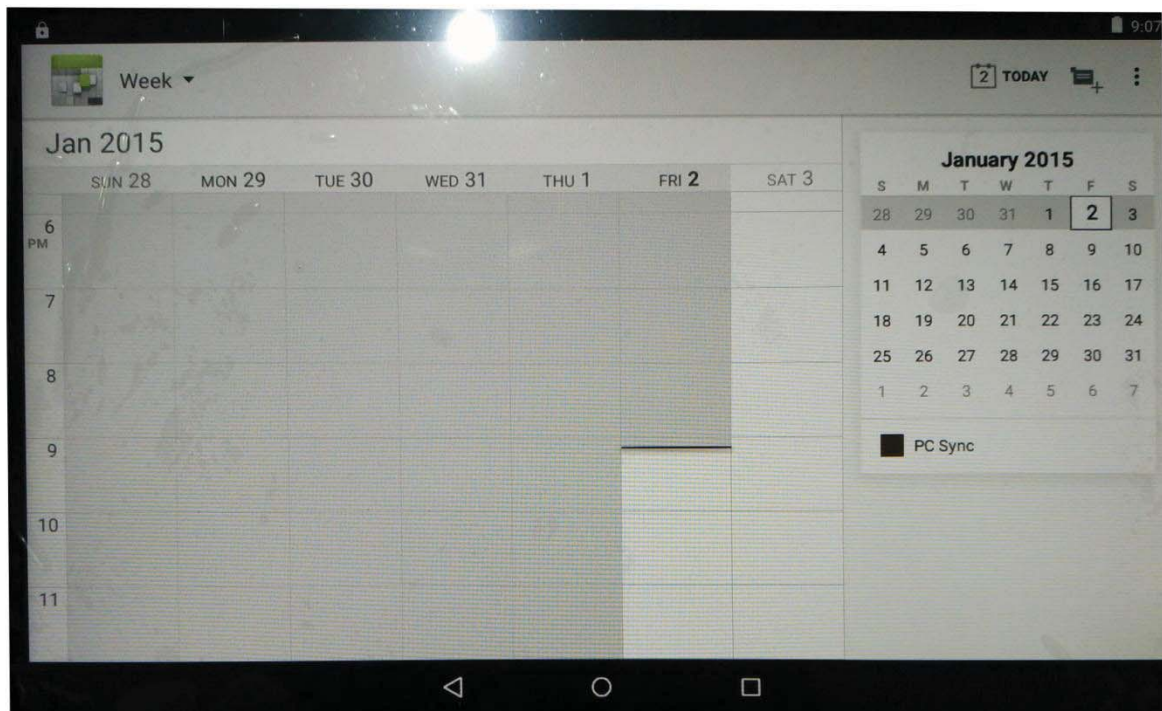 9:07
Week
2 TODAY
Jan 2015
SUN 28 MON 29 TUE 30 WED 31 THU 1 FRI 2 SAT 3
6
PM
7
8
9
10
11
January 2015
S M T W T F S
28 29 30 31 1 2 3
4 5 6 7 8 9 10
11 12 13 14 15 16 17
18 19 20 21 22 23 24
25 26 27 28 29 30 31
1 2 3 4 5 6 7
PC Sync